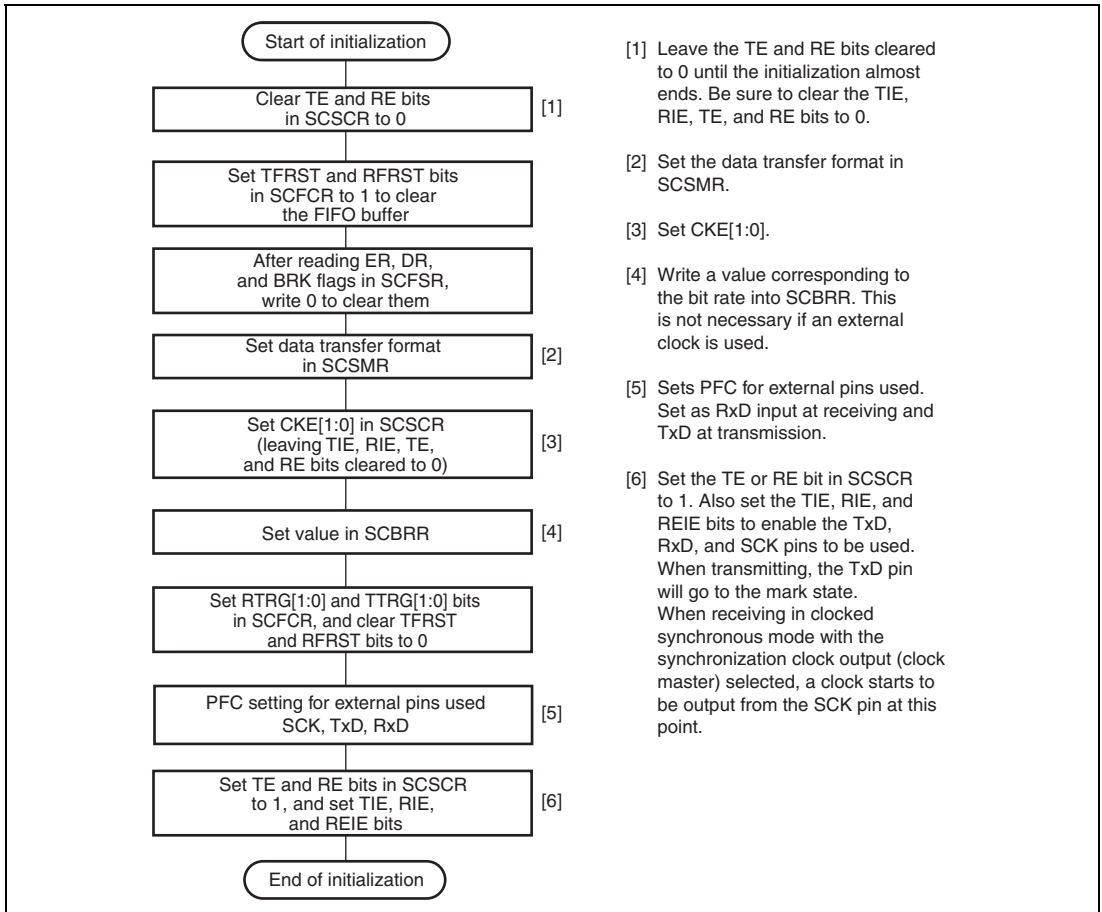 Start of initialization
Clear TE and RE bits
in SCSCR to 0
[1]
Set TFRST and RFRST bits
in SCFCR to 1 to clear
the FIFO buffer
After reading ER, DR,
and BRK flags in SCFSR,
write 0 to clear them
Set data transfer format
in SCSMR
[2]
Set CKE[1:0] in SCSCR
(leaving TIE, RIE, TE,
and RE bits cleared to 0)
[3]
Set value in SCBRR
[4]
Set RTRG[1:0] and TTRG[1:0] bits
in SCFCR, and clear TFRST
and RFRST bits to 0
PFC setting for external pins used
SCK, TxD, RxD
[5]
Set TE and RE bits in SCSCR
to 1, and set TIE, RIE,
and REIE bits
[6]
End of initialization
[1] Leave the TE and RE bits cleared
to 0 until the initialization almost
ends. Be sure to clear the TIE,
RIE, TE, and RE bits to 0.
[2] Set the data transfer format in
SCSMR.
[3] Set CKE[1:0].
[4] Write a value corresponding to
the bit rate into SCBRR. This
is not necessary if an external
clock is used.
[5] Sets PFC for external pins used.
Set as RxD input at receiving and
TxD at transmission.
[6] Set the TE or RE bit in SCSCR
to 1. Also set the TIE, RIE, and
REIE bits to enable the TxD,
RxD, and SCK pins to be used.
When transmitting, the TxD pin
will go to the mark state.
When receiving in clocked
synchronous mode with the
synchronization clock output (clock
master) selected, a clock starts to
be output from the SCK pin at this
point.